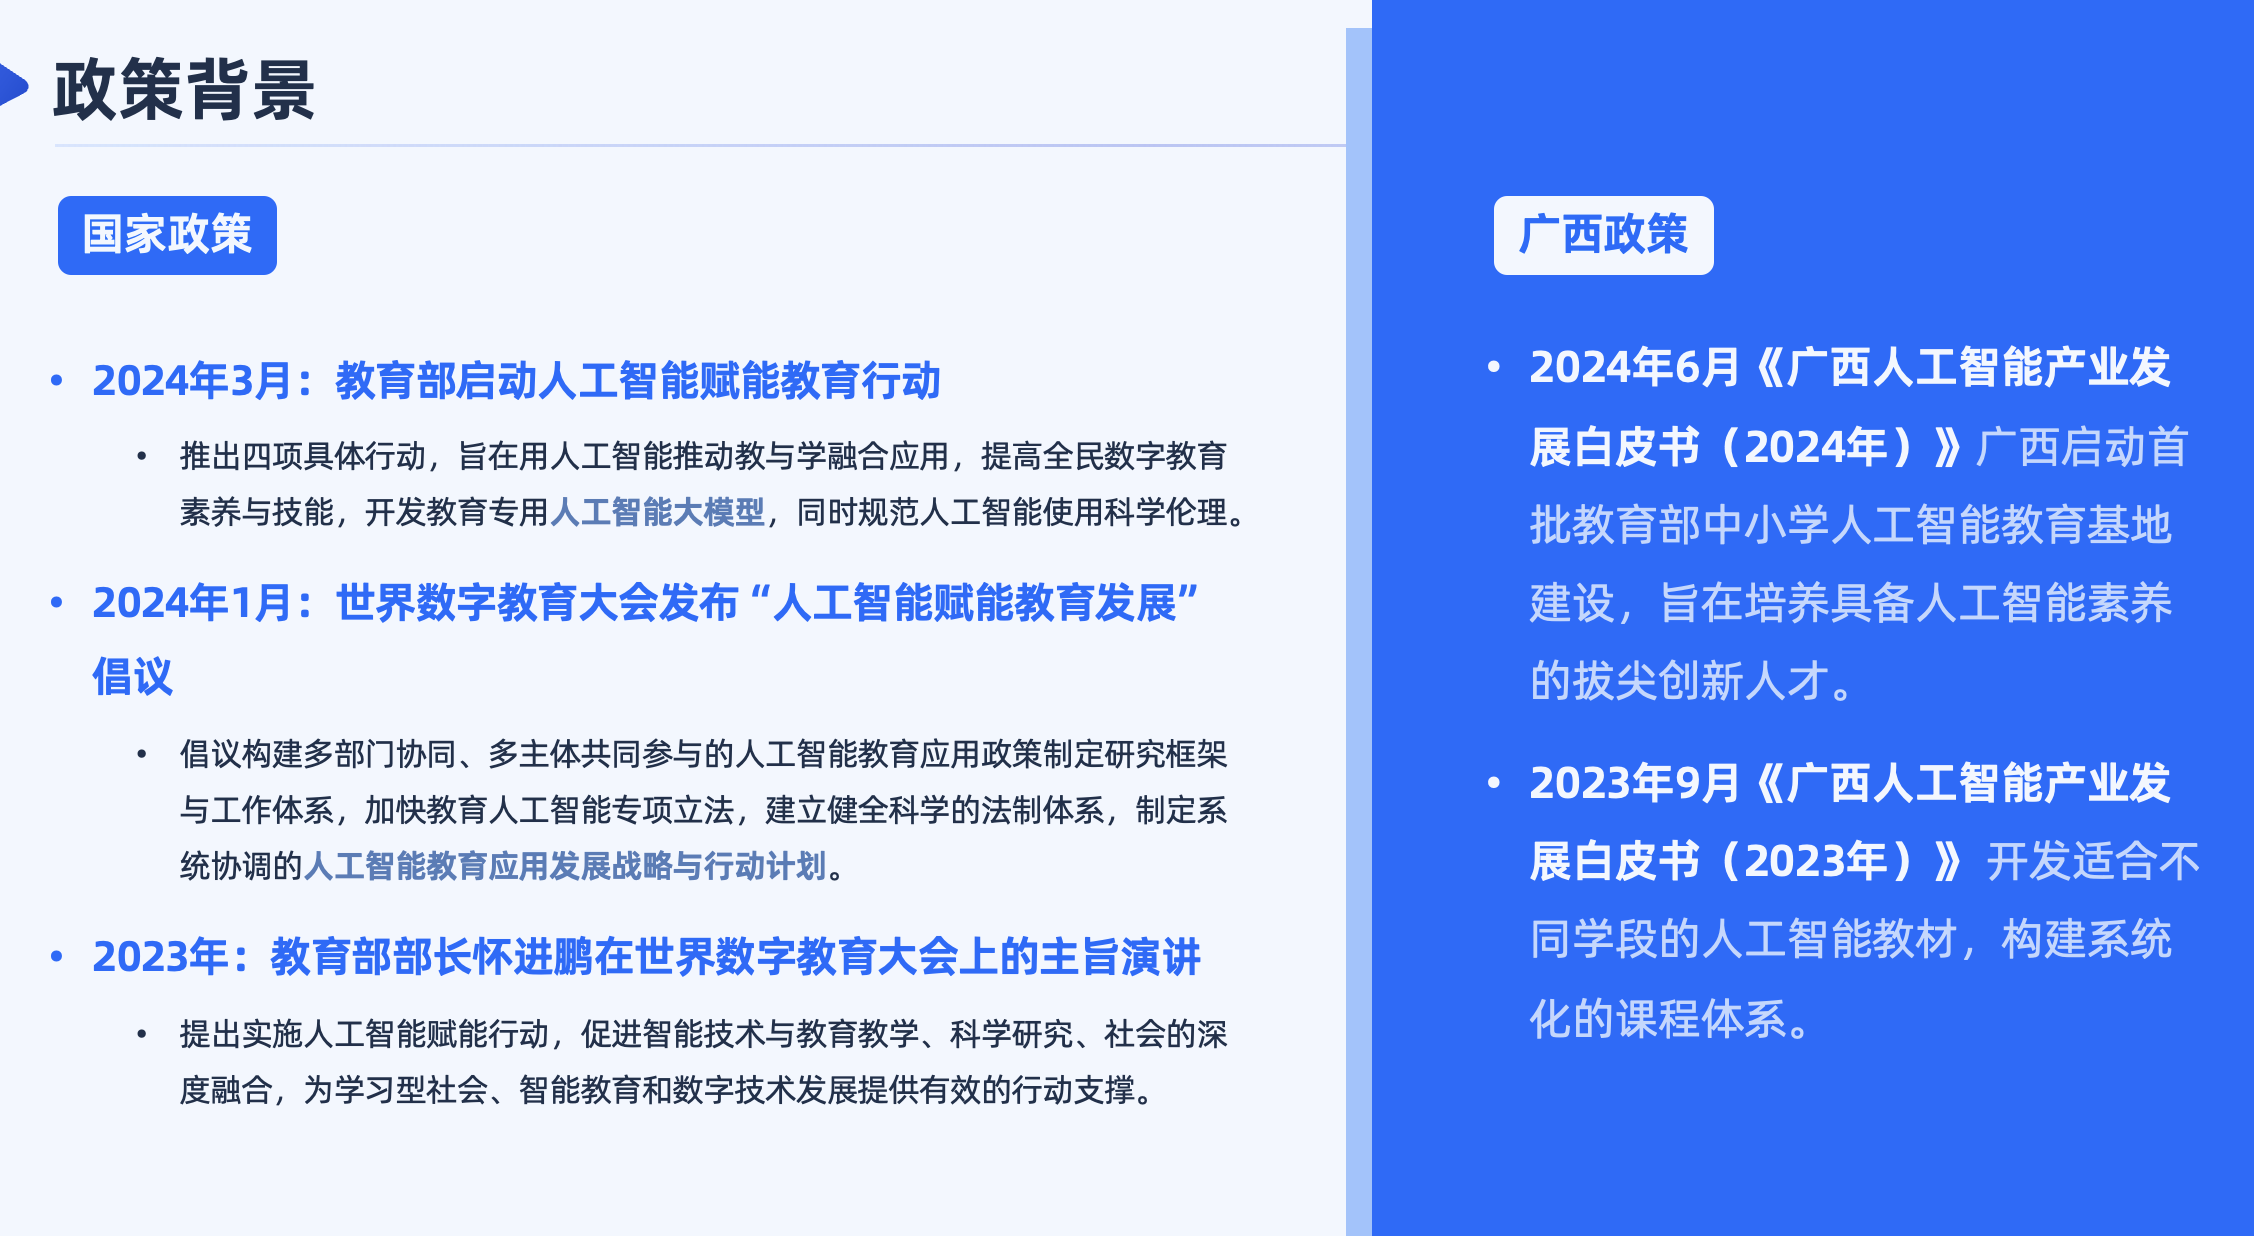 政策背景
国家政策
• 2024年3月：教育部启动人工智能赋能教育行动
• 推出四项具体行动，旨在用人工智能推动教与学融合应用，提高全民数字教育
素养与技能，开发教育专用人工智能大模型，同时规范人工智能使用科学伦理。
• 2024年1月：世界数字教育大会发布“人工智能赋能教育发展”
倡议
• 倡议构建多部门协同、多主体共同参与的人工智能教育应用政策制定研究框架
与工作体系，加快教育人工智能专项立法，建立健全科学的法制体系，制定系
统协调的人工智能教育应用发展战略与行动计划。
• 2023年：教育部部长怀进鹏在世界数字教育大会上的主旨演讲
• 提出实施人工智能赋能行动，促进智能技术与教育教学、科学研究、社会的深
度融合，为学习型社会、智能教育和数字技术发展提供有效的行动支撑。
广西政策
• 2024年6月《广西人工智能产业发
展白皮书（2024年）》广西启动首
批教育部中小学人工智能教育基地
建设，旨在培养具备人工智能素养
的拔尖创新人才。
• 2023年9月《广西人工智能产业发
展白皮书（2023年）》 开发适合不
同学段的人工智能教材，构建系统
化的课程体系。